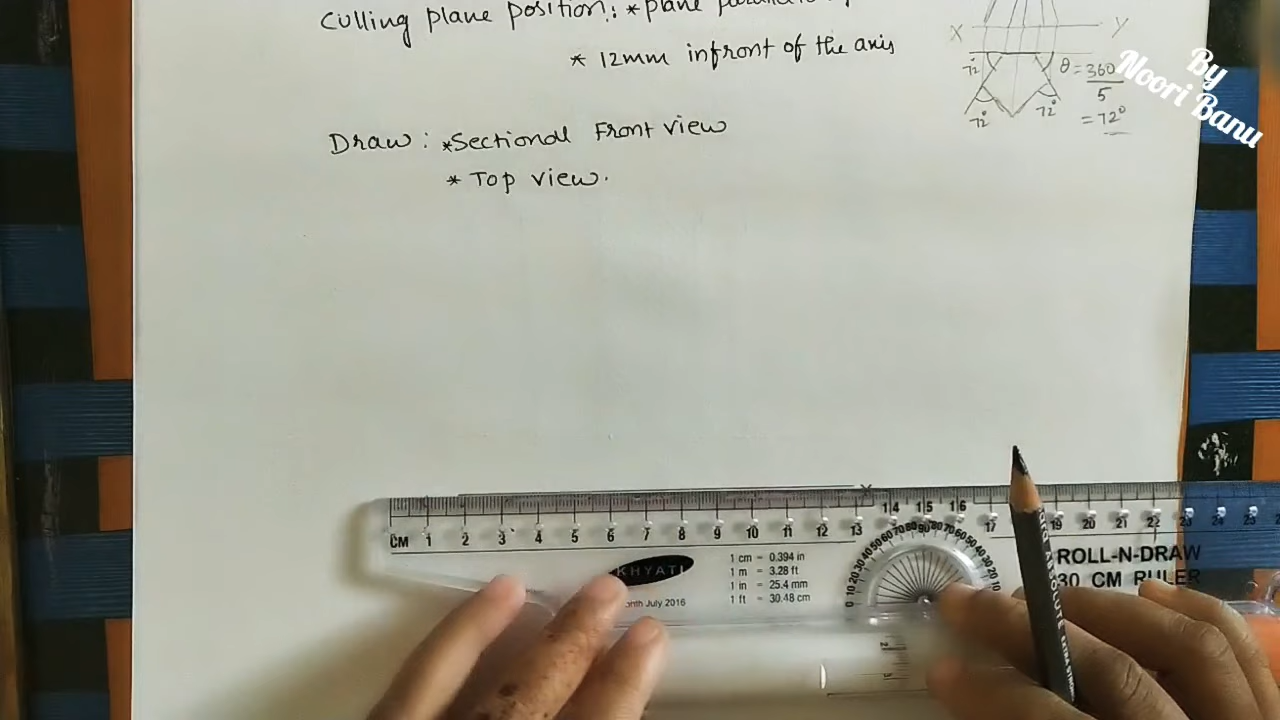 Culling plane position: * plane
* 12mm infront of the axis
X Y
72° θ = 360
5
72° 72° = 72°
By
Noori Banu
Draw: * Sectional Front view
* Top view.
x
CM 1 2 3 4 5 6 7 8 9 10 11 12 13 14 15 16 17 19 20 21 22 23 24 25
KHYATI
July 2016
1 cm = 0.394 in
1 m = 3.28 ft
1 in = 25.4 mm
1 ft = 30.48 cm
ROLL-N-DRAW
30 CM RULER